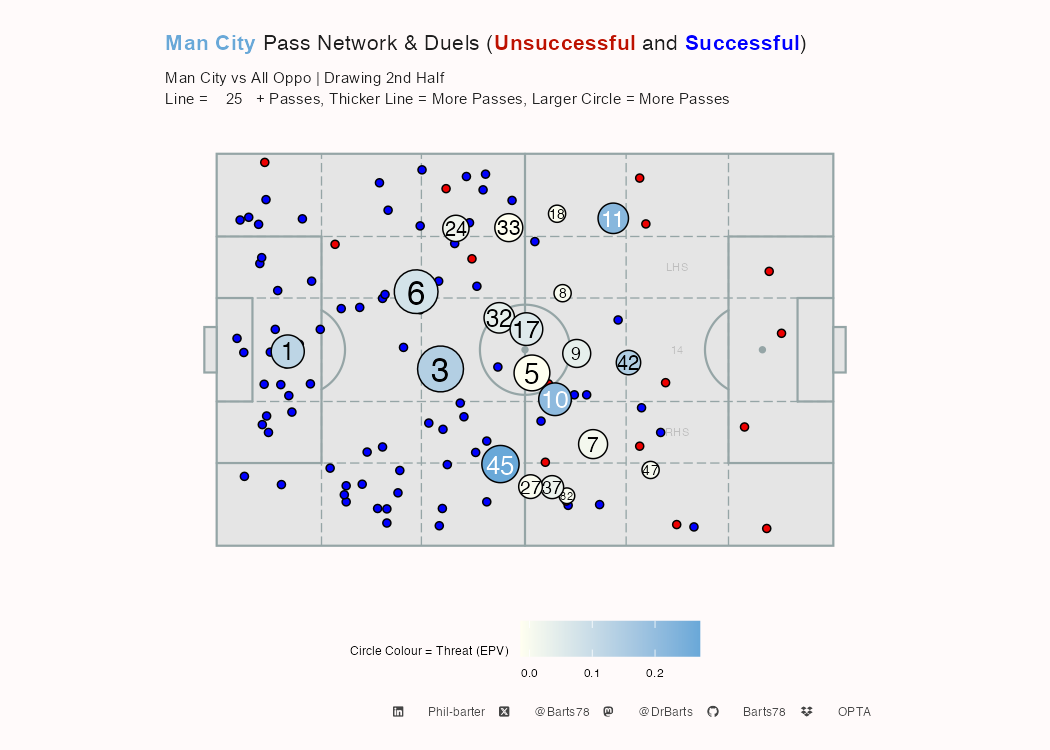 Man City Pass Network & Duels (Unsuccessful and Successful)
Man City vs All Oppo | Drawing 2nd Half
Line = 25 + Passes, Thicker Line = More Passes, Larger Circle = More Passes
18
11
24
33
LHS
6
8
32
17
1
9
14
42
3
5
10
RHS
7
45
47
27
37
82
Circle Colour = Threat (EPV)
0.0
0.1
0.2
Phil-barter
@Barts78
@DrBarts
Barts78
OPTA